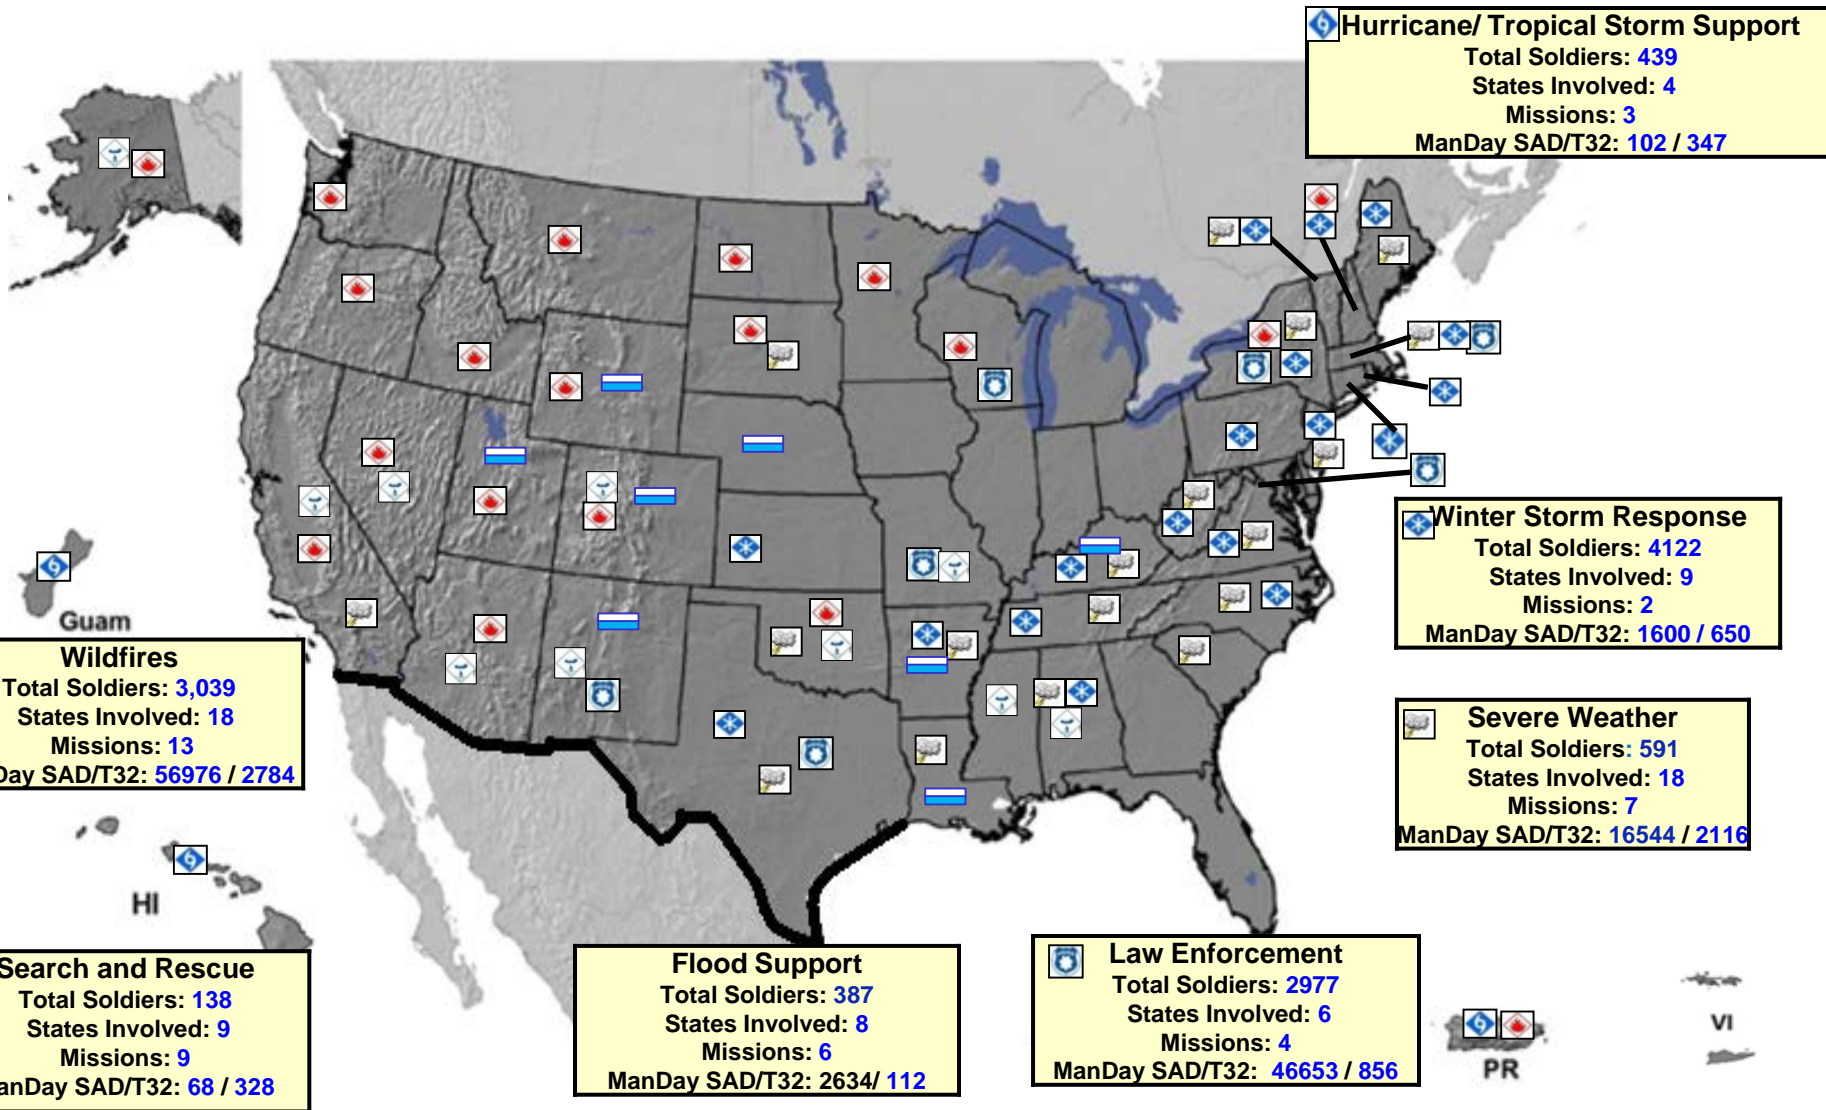 Hurricane/ Tropical Storm Support
Total Soldiers: 439
States Involved: 4
Missions: 3
ManDay SAD/T32: 102 / 347
Winter Storm Response
Total Soldiers: 4122
States Involved: 9
Missions: 2
ManDay SAD/T32: 1600 / 650
Guam
Wildfires
Total Soldiers: 3,039
States Involved: 18
Missions: 13
Day SAD/T32: 56976 / 2784
Severe Weather
Total Soldiers: 591
States Involved: 18
Missions: 7
ManDay SAD/T32: 16544 / 2116
HI
Search and Rescue
Total Soldiers: 138
States Involved: 9
Missions: 9
anDay SAD/T32: 68 / 328
Flood Support
Total Soldiers: 387
States Involved: 8
Missions: 6
ManDay SAD/T32: 2634/ 112
Law Enforcement
Total Soldiers: 2977
States Involved: 6
Missions: 4
ManDay SAD/T32: 46653 / 856
PR
VI